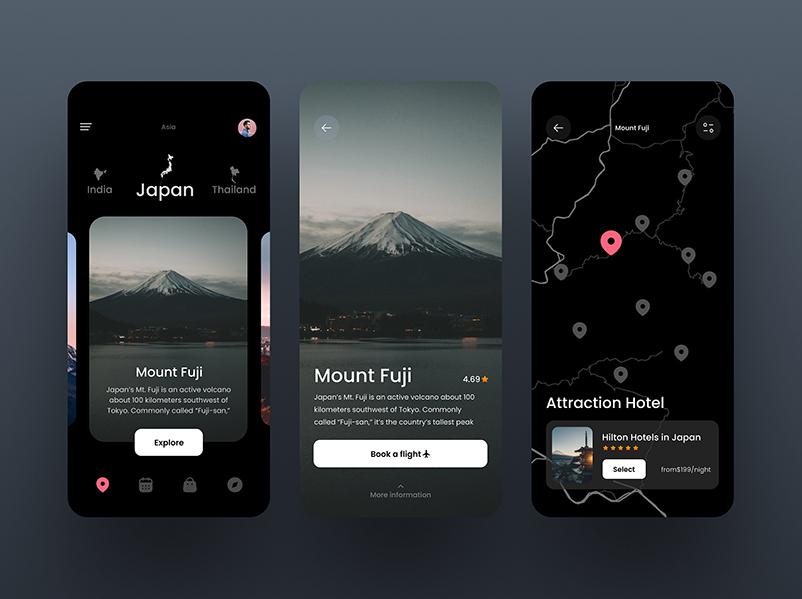 Asia
India
Japan
Thailand
Mount Fuji
Japan's Mt. Fuji is an active volcano
about 100 kilometers southwest of
Tokyo. Commonly called "Fuji-san,"
Explore
Mount Fuji
4.69
Japan's Mt. Fuji is an active volcano about 100
kilometers southwest of Tokyo. Commonly
called "Fuji-san," it's the country's tallest peak
Book a flight
More information
Mount Fuji
Attraction Hotel
Hilton Hotels in Japan
Select
from$199/night